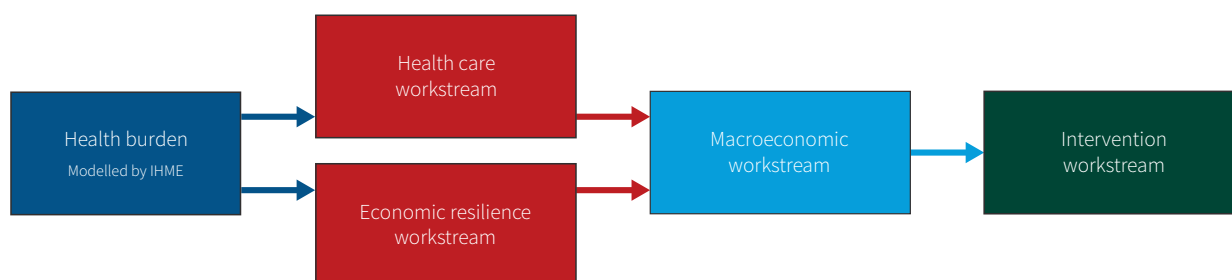 Health burden
Modelled by IHME
Health care
workstream
Economic resilience
workstream
Macroeconomic
workstream
Intervention
workstream